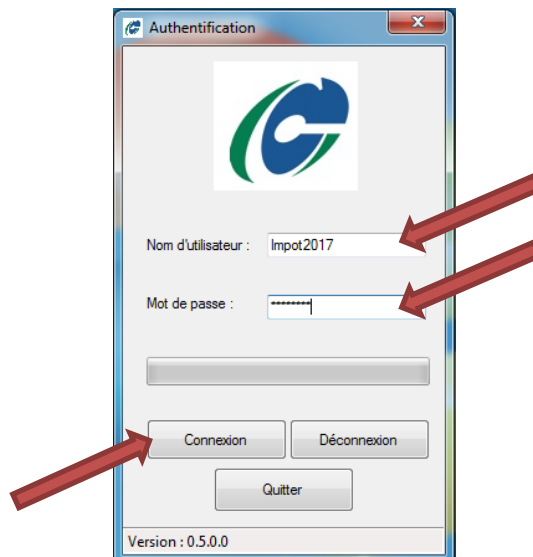 Authentification
Nom d'utilisateur : Impot2017
Mot de passe : ********
Connexion Déconnexion
Quitter
Version : 0.5.0.0